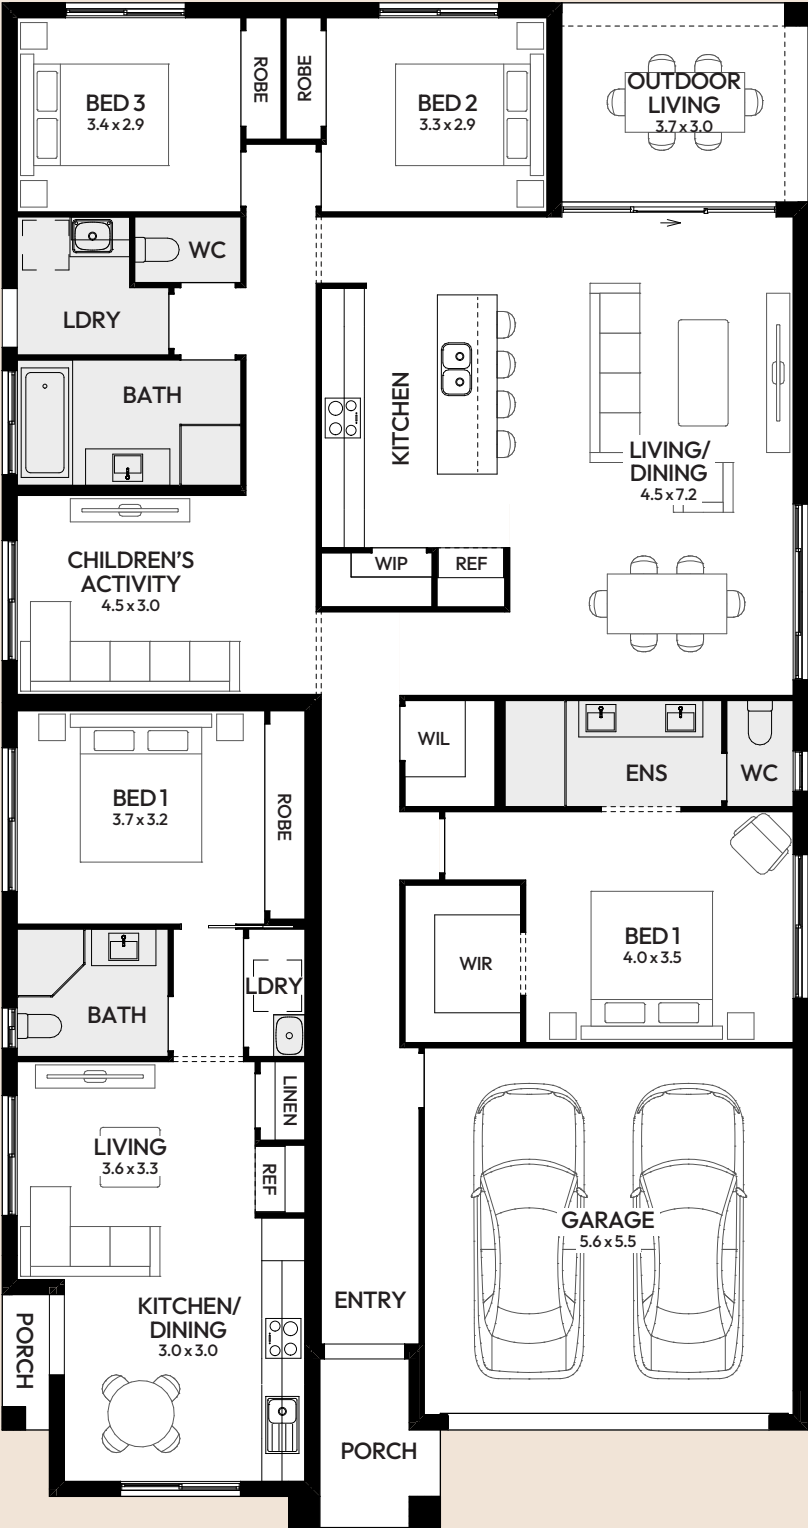 BED 3
3.4 x 2.9
ROBE
ROBE
BED 2
3.3 x 2.9
OUTDOOR
LIVING
3.7 x 3.0
WC
LDRY
BATH
KITCHEN
LIVING/
DINING
4.5 x 7.2
CHILDREN'S
ACTIVITY
4.5 x 3.0
WIP
REF
WIL
ENS
WC
BED 1
3.7 x 3.2
ROBE
BED 1
4.0 x 3.5
WIR
LDRY
BATH
LINEN
LIVING
3.6 x 3.3
REF
GARAGE
5.6 x 5.5
ENTRY
KITCHEN/
DINING
3.0 x 3.0
PORCH
PORCH